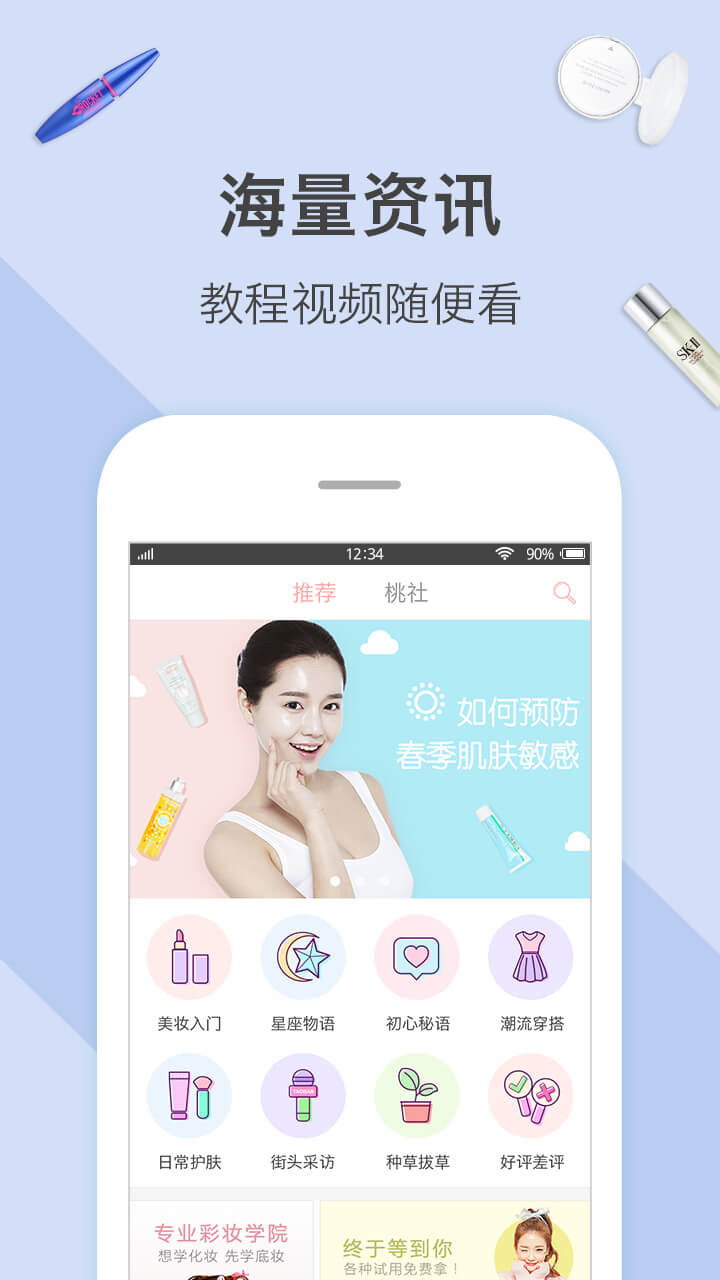 ROCKET
海量资讯
教程视频随便看
SK-II
12:34
90%
推荐
桃社
如何预防
春季肌肤敏感
美妆入门
星座物语
初心秘语
潮流穿搭
日常护肤
街头采访
种草拔草
好评差评
专业彩妆学院
想学化妆 先学底妆
终于等到你
各种试用免费拿！